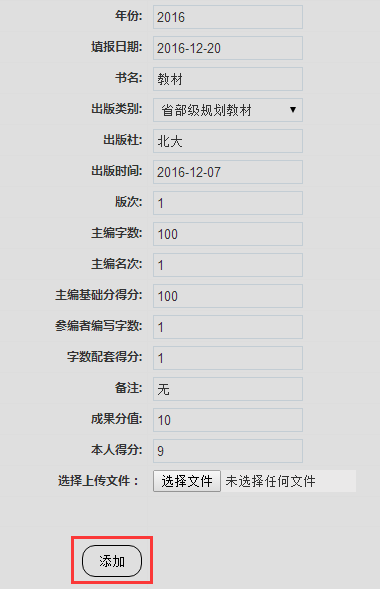 年份: 2016
填报日期: 2016-12-20
书名: 教材
出版类别: 省部级规划教材
出版社: 北大
出版时间: 2016-12-07
版次: 1
主编字数: 100
主编名次: 1
主编基础分得分: 100
参编者编写字数: 1
字数配套得分: 1
备注: 无
成果分值: 10
本人得分: 9
选择上传文件： 选择文件 未选择任何文件
添加